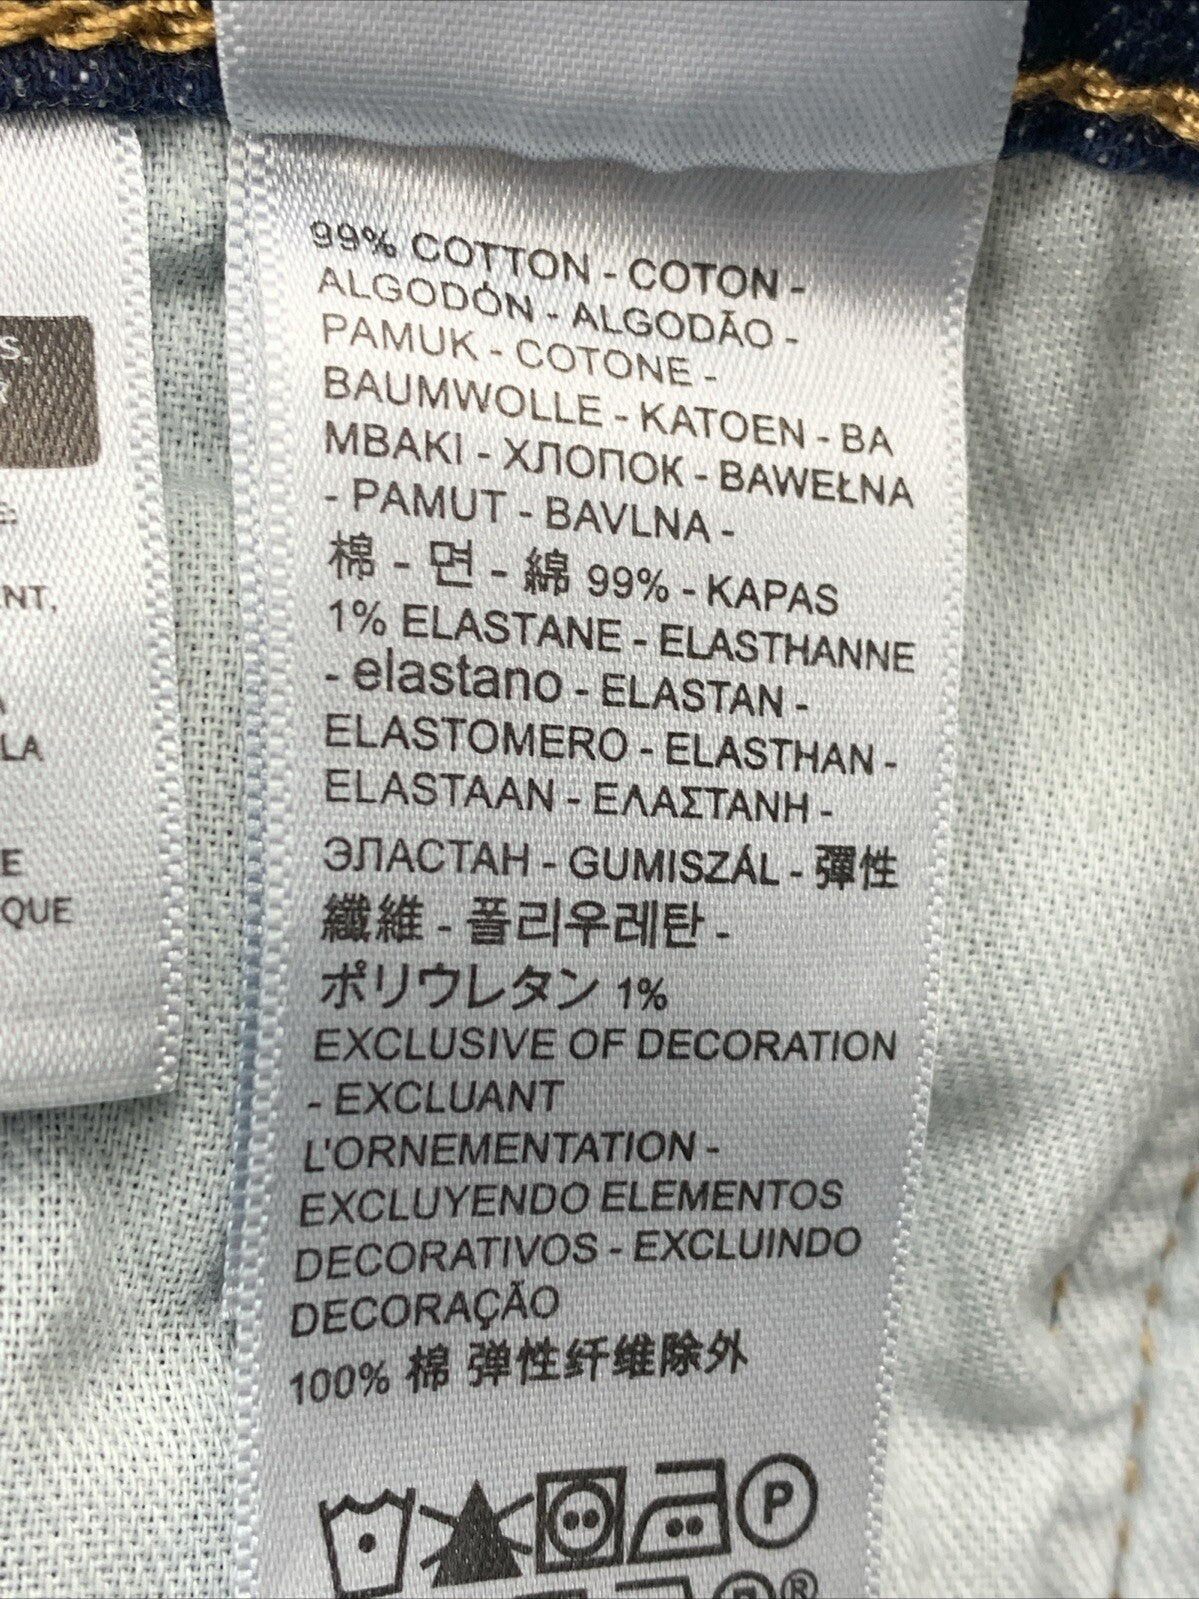 S.
NT,
LA
E
QUE
99% COTTON - COTON -
ALGODÓN - ALGODÃO -
PAMUK - COTONE -
BAUMWOLLE - KATOEN - BA
MBAKI - ХЛОПОК - BAWEŁNA
- PAMUT - BAVLNA -
棉 - 면 - 綿 99% - KAPAS
1% ELASTANE - ELASTHANNE
- elastano - ELASTAN -
ELASTOMERO - ELASTHAN -
ELASTAAN - ΕΛΑΣΤΑΝΗ -
ЭЛАСТАН - GUMISZÁL - 彈性
纖維 - 폴리우레탄 -
ポリウレタン 1%
EXCLUSIVE OF DECORATION
- EXCLUANT
L'ORNEMENTATION -
EXCLUYENDO ELEMENTOS
DECORATIVOS - EXCLUINDO
DECORAÇÃO
100% 棉 弹性纤维除外
P